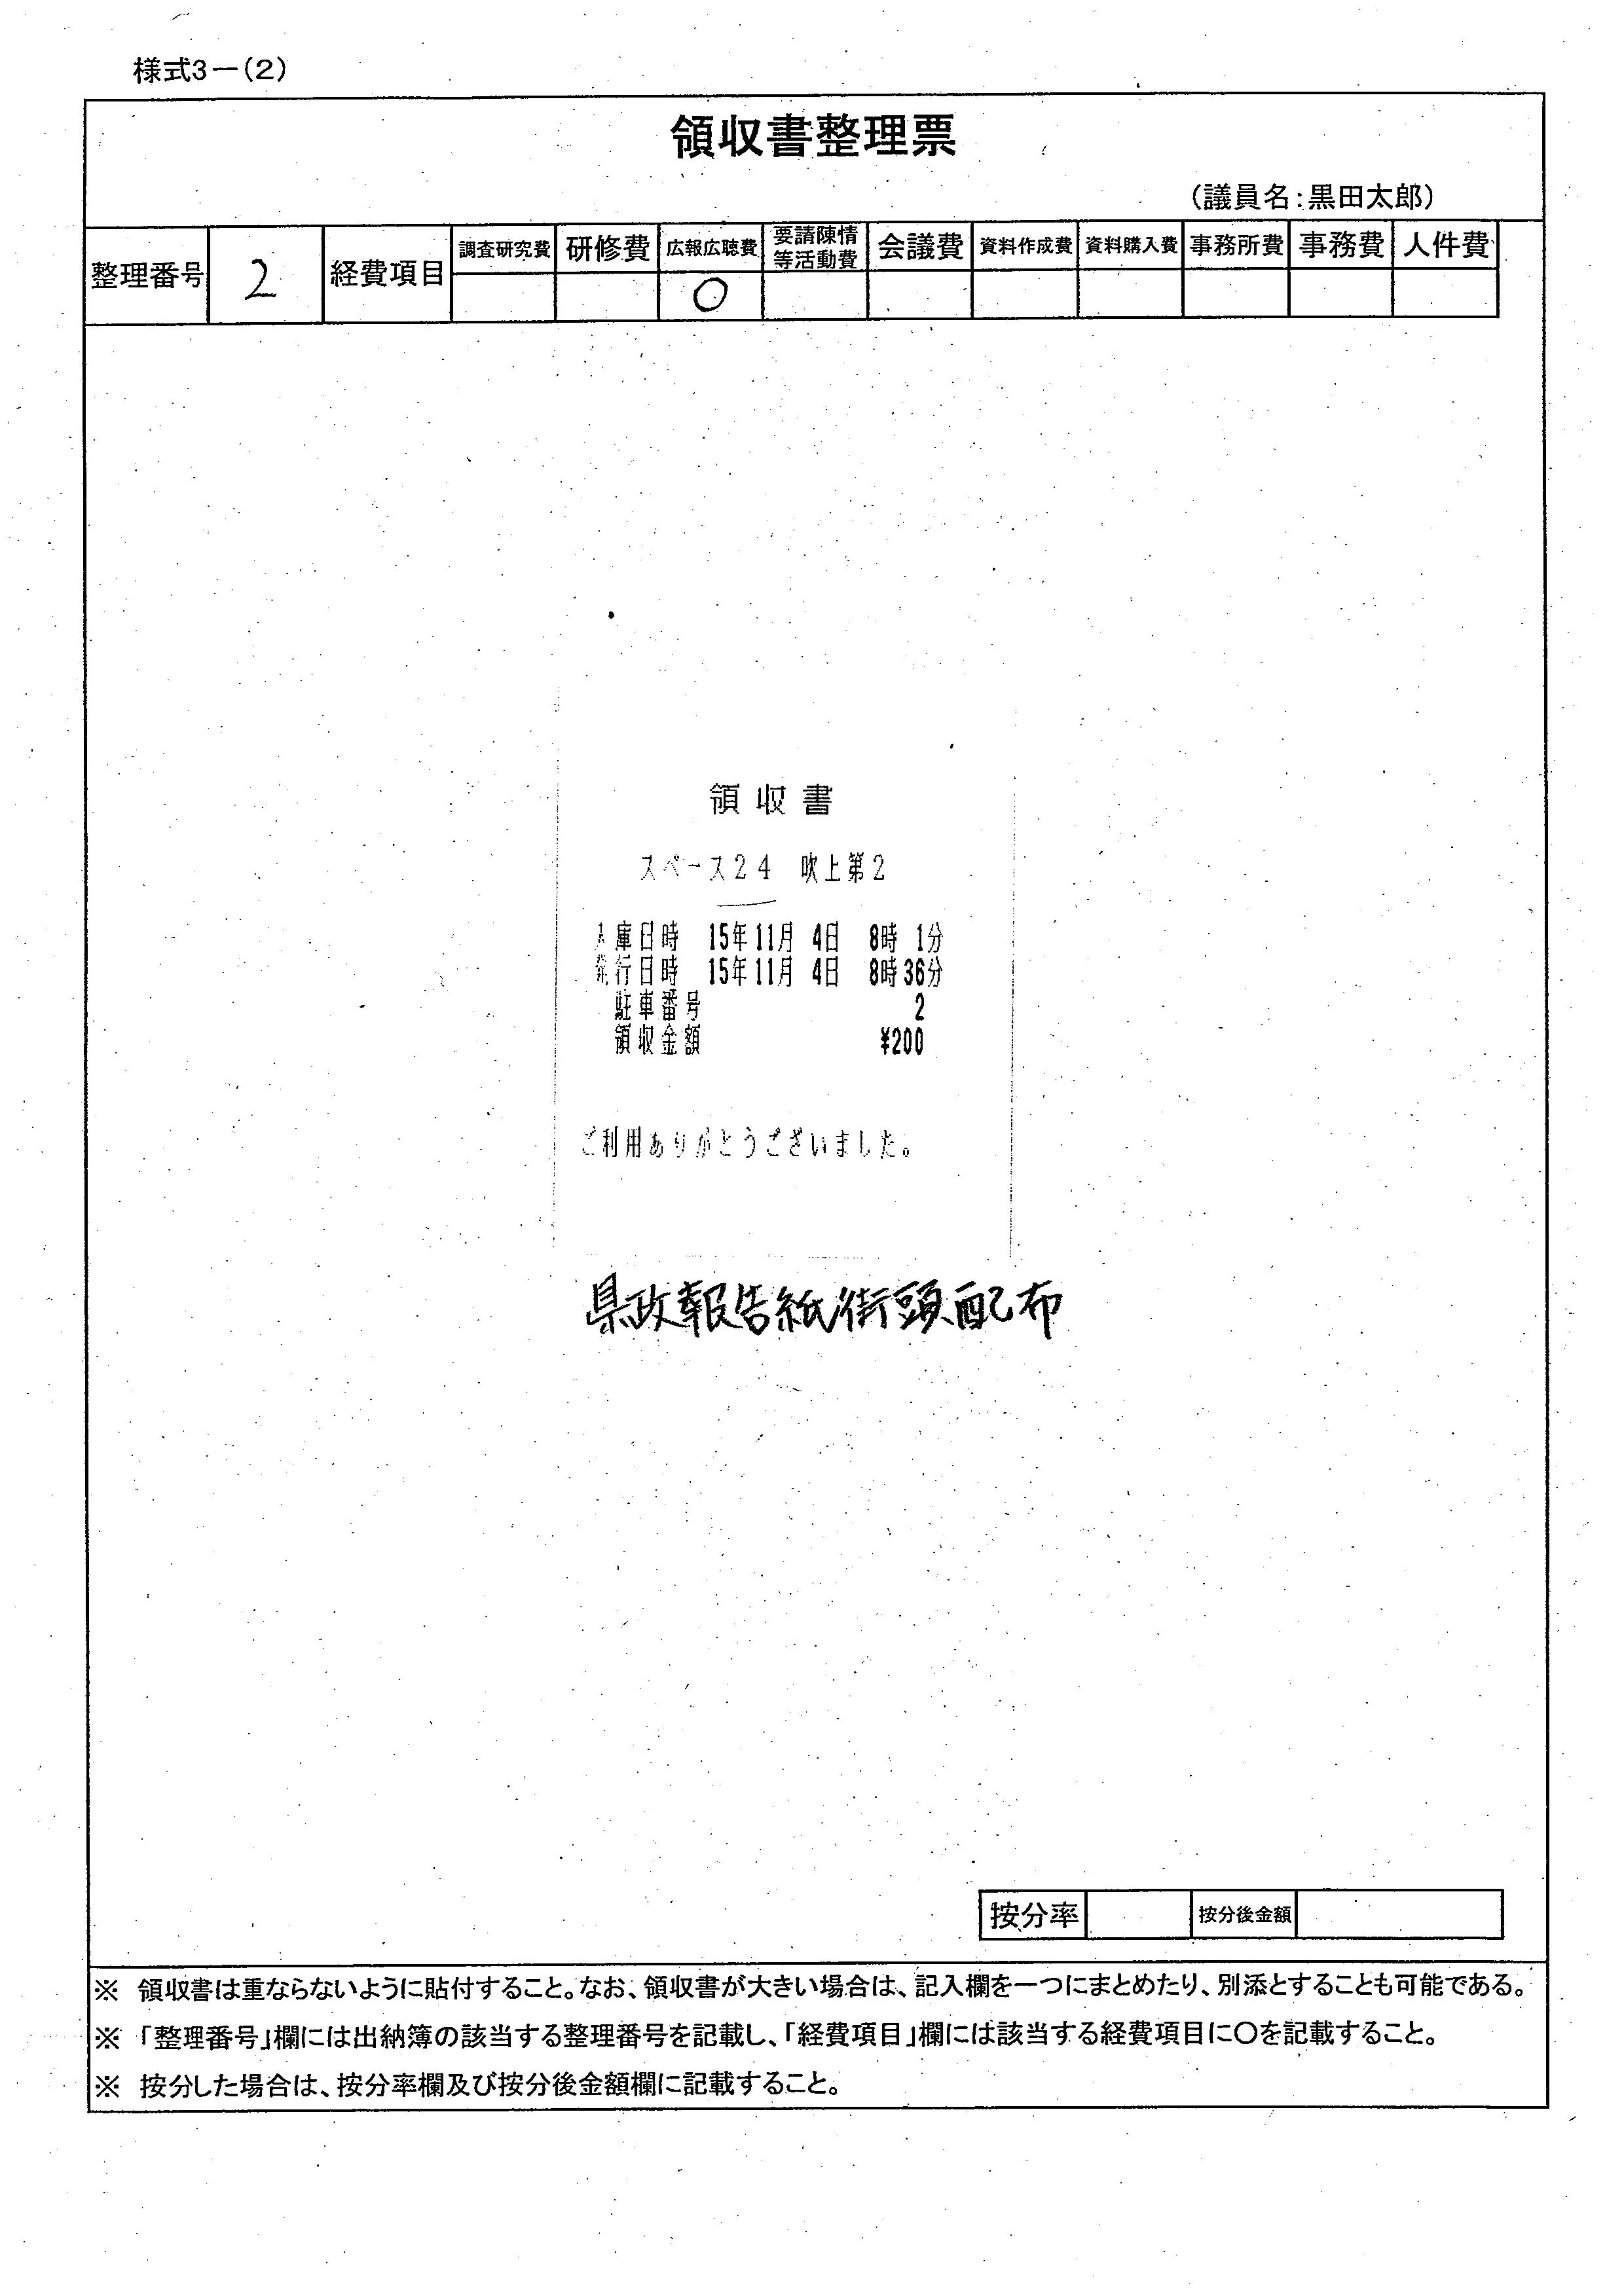 様式3－(2)
領収書整理票
(議員名:黒田太郎)
整理番号 2 経費項目 調査研究費 研修費 広報広聴費 要請陳情等活動費 会議費 資料作成費 資料購入費 事務所費 事務費 人件費
○
領収書
スペース24 吹上第2
入庫日時 15年11月 4日 8時 1分
発行日時 15年11月 4日 8時36分
駐車番号 2
領収金額 ¥200
ご利用ありがとうございました。
県政報告紙街頭配布
按分率 按分後金額
※ 領収書は重ならないように貼付すること。なお、領収書が大きい場合は、記入欄を一つにまとめたり、別添とすることも可能である。
※ 「整理番号」欄には出納簿の該当する整理番号を記載し、「経費項目」欄には該当する経費項目に〇を記載すること。
※ 按分した場合は、按分率欄及び按分後金額欄に記載すること。